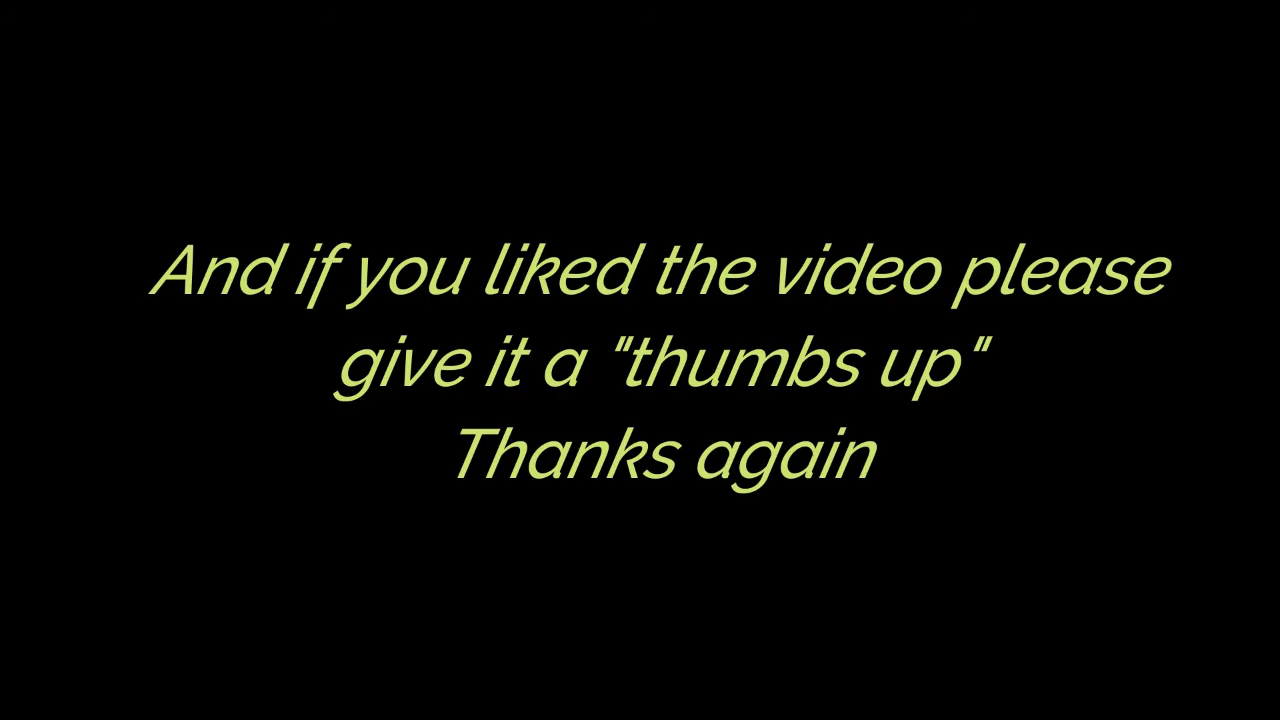 And if you liked the video please
give it a "thumbs up"
Thanks again